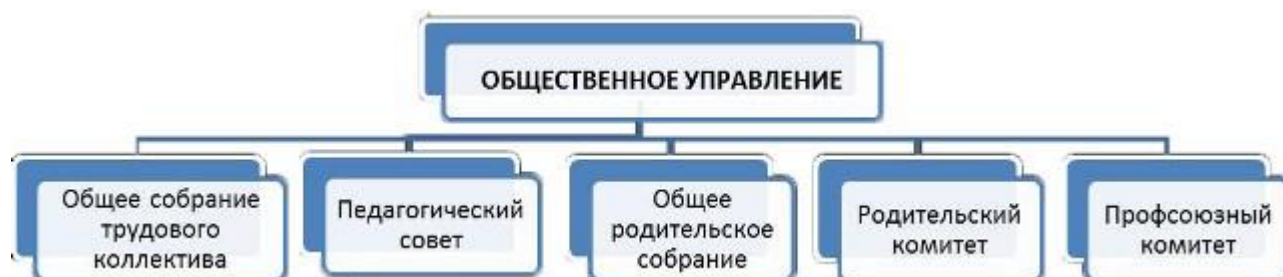 ОБЩЕСТВЕННОЕ УПРАВЛЕНИЕ
Общее собрание
трудового
коллектива
Педагогический
совет
Общее
родительское
собрание
Родительский
комитет
Профсоюзный
комитет